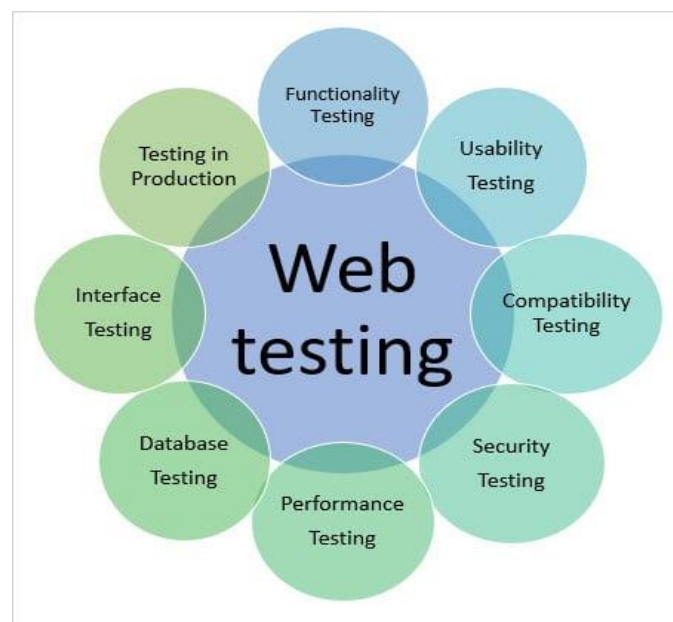 Functionality
Testing
Usability
Testing
Compatibility
Testing
Security
Testing
Performance
Testing
Database
Testing
Interface
Testing
Testing in
Production
Web
testing